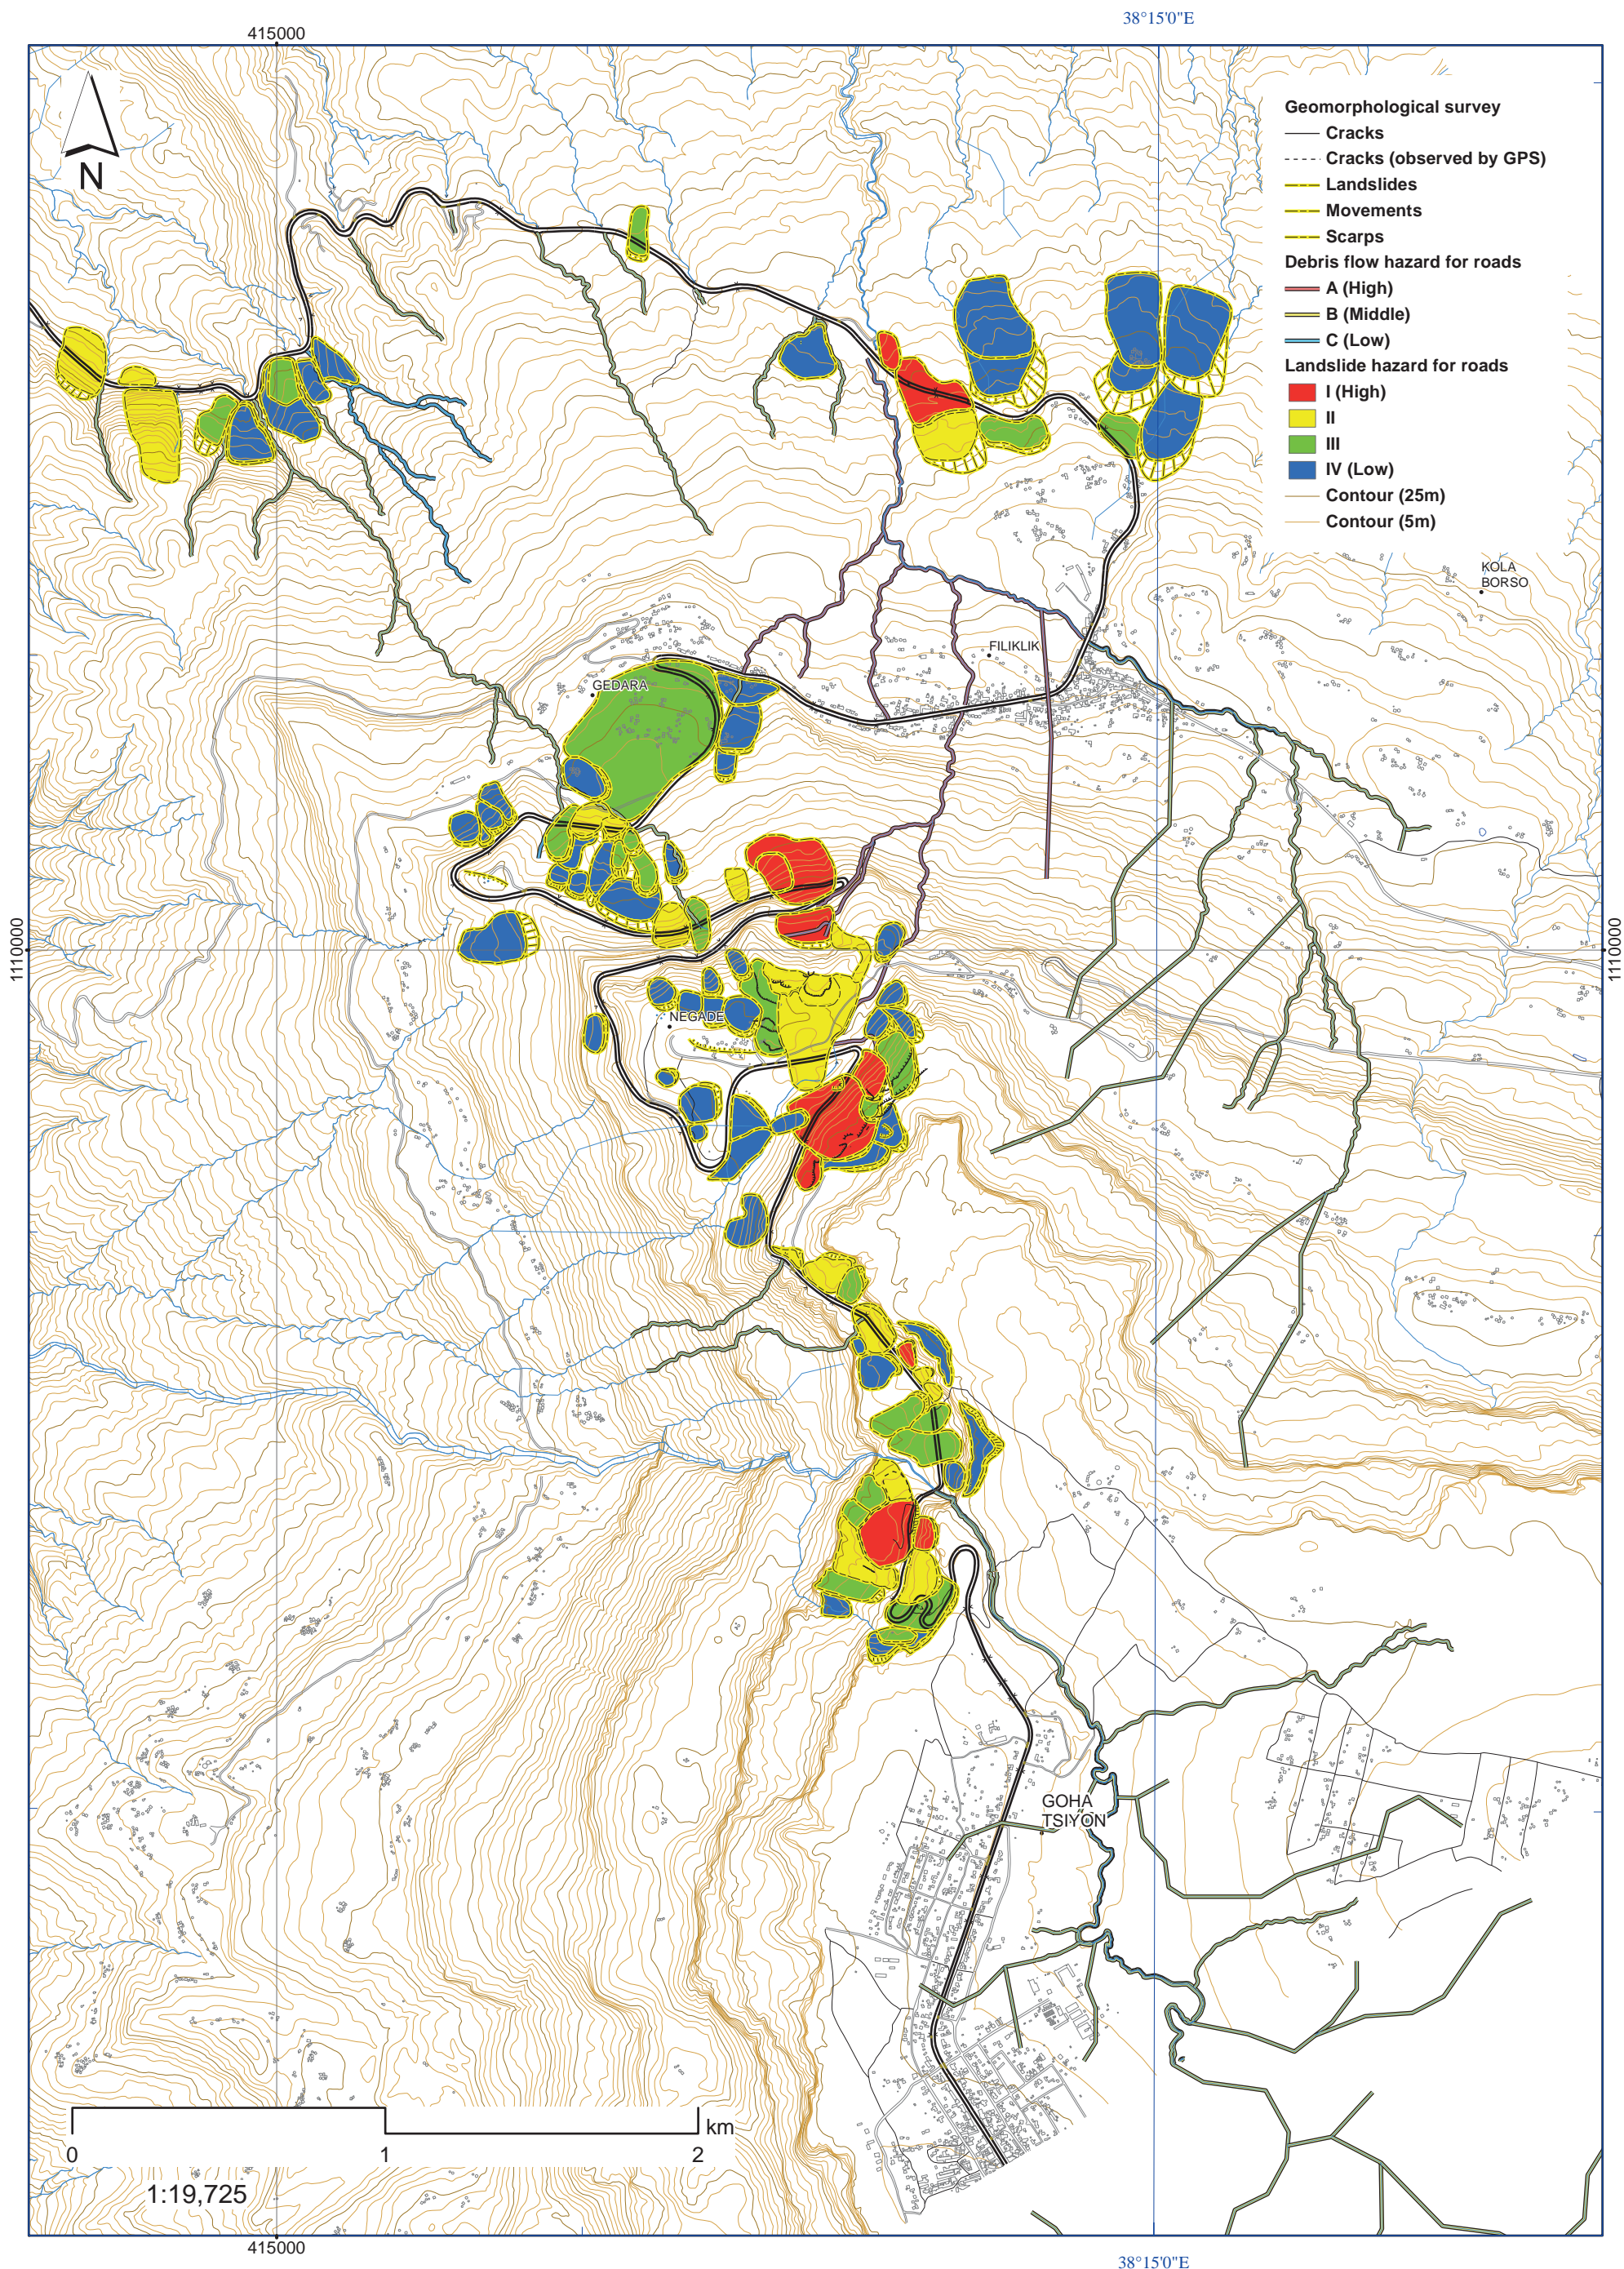 38°15'0"E
415000
N
Geomorphological survey
Cracks
Cracks (observed by GPS)
Landslides
Movements
Scarps
Debris flow hazard for roads
A (High)
B (Middle)
C (Low)
Landslide hazard for roads
I (High)
II
III
IV (Low)
Contour (25m)
Contour (5m)
KOLA
BORSO
FILIKLIK
GEDARA
1110000
1110000
NEGADE
GOHA
TSIYON
km
0
1
2
1:19,725
415000
38°15'0"E